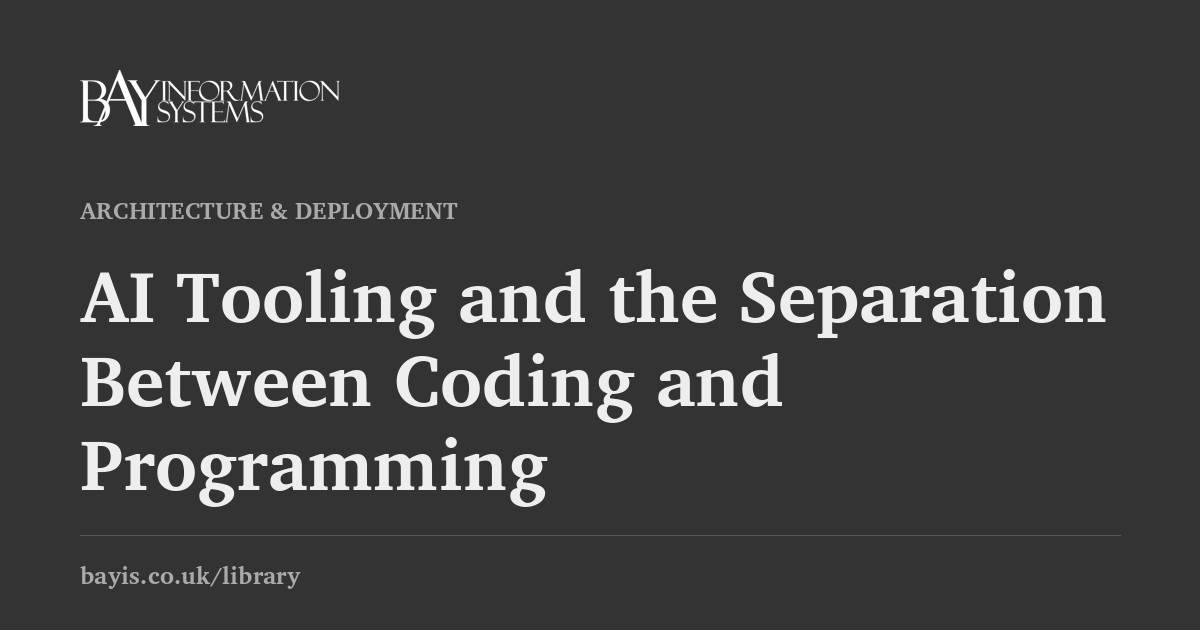 BAY INFORMATION
SYSTEMS
ARCHITECTURE & DEPLOYMENT
AI Tooling and the Separation
Between Coding and
Programming
bayis.co.uk/library